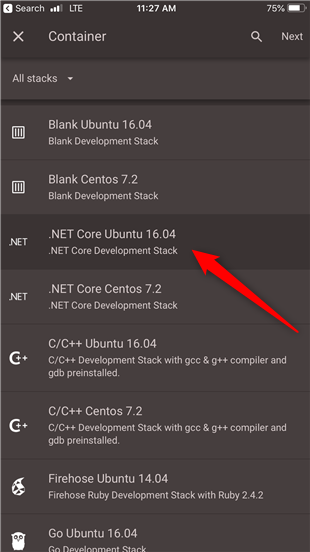 Search LTE 11:27 AM 75%
Container Next
All stacks
Blank Ubuntu 16.04
Blank Development Stack
Blank Centos 7.2
Blank Development Stack
.NET .NET Core Ubuntu 16.04
.NET Core Development Stack
.NET .NET Core Centos 7.2
.NET Core Development Stack
C/C++ Ubuntu 16.04
C/C++ Development Stack with gcc & g++ compiler and
gdb preinstalled.
C/C++ Centos 7.2
C/C++ Development Stack with gcc & g++ compiler and
gdb preinstalled.
Firehose Ubuntu 14.04
Firehose Ruby Development Stack with Ruby 2.4.2
Go Ubuntu 16.04
Go Development Stack